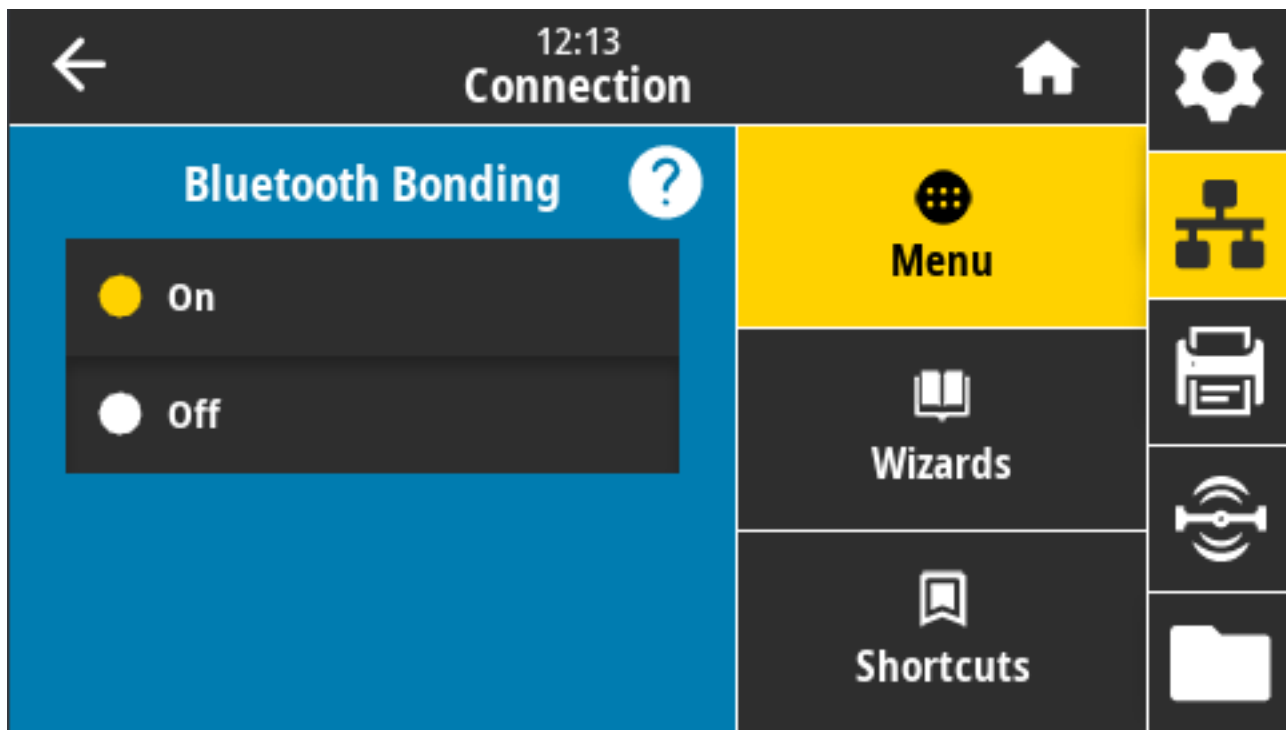 12:13
Connection
Bluetooth Bonding
?
On
Off
Menu
Wizards
Shortcuts